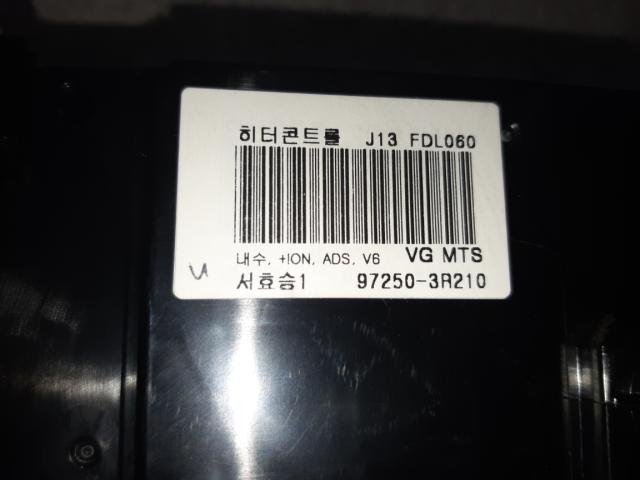 히터콘트롤 J13 FDL060
내수, +ION, ADS, V6 VG MTS
서효승1 97250-3R210
u